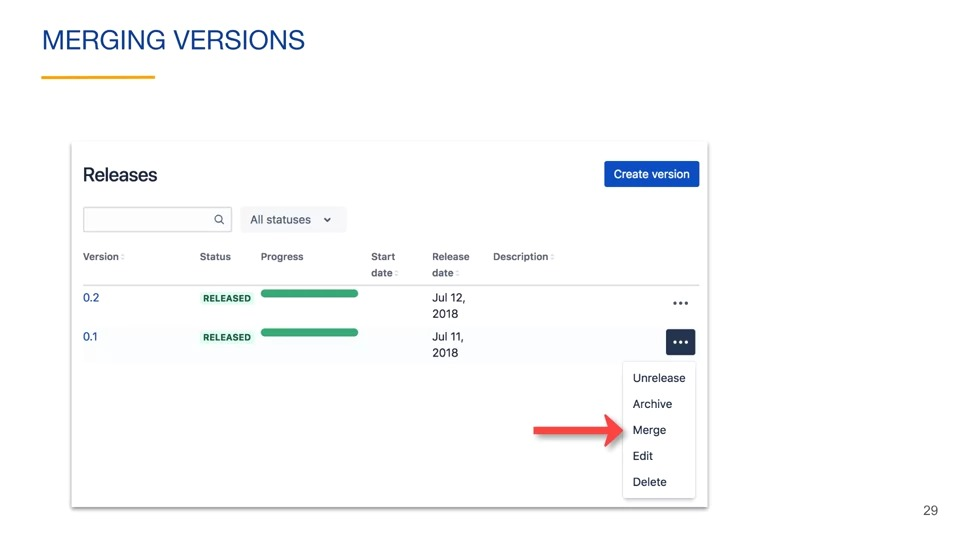 MERGING VERSIONS
Releases
Create version
All statuses
Version Status Progress Start date Release date Description
0.2 RELEASED Jul 12, 2018
0.1 RELEASED Jul 11, 2018
Unrelease
Archive
Merge
Edit
Delete
29